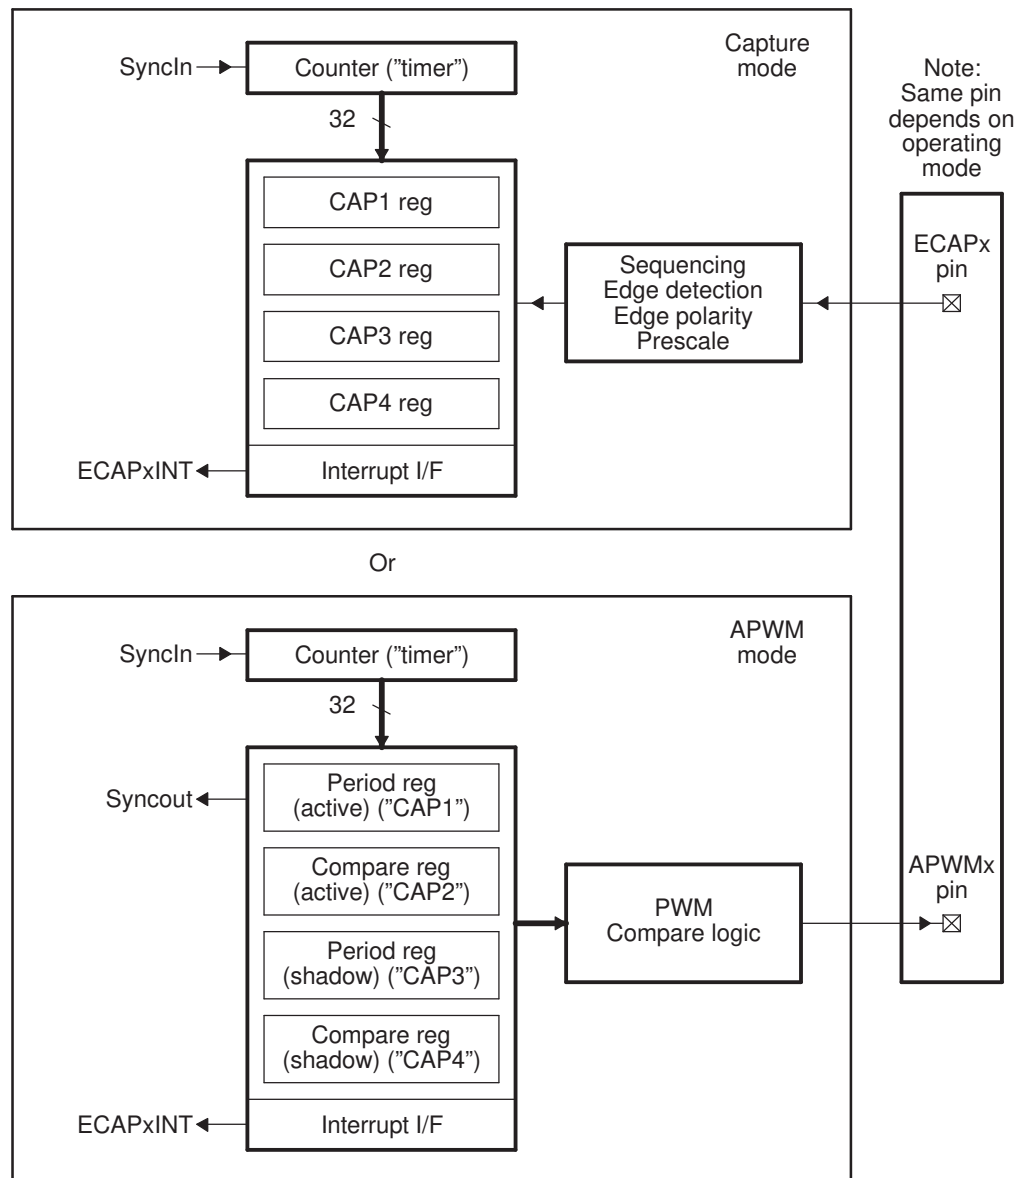 Capture
mode
SyncIn
Counter ("timer")
32
CAP1 reg
CAP2 reg
CAP3 reg
CAP4 reg
Interrupt I/F
ECAPxINT
Sequencing
Edge detection
Edge polarity
Prescale
Note:
Same pin
depends on
operating
mode
ECAPx
pin
Or
APWM
mode
SyncIn
Counter ("timer")
32
Syncout
Period reg
(active) ("CAP1")
Compare reg
(active) ("CAP2")
Period reg
(shadow) ("CAP3")
Compare reg
(shadow) ("CAP4")
Interrupt I/F
ECAPxINT
PWM
Compare logic
APWMx
pin